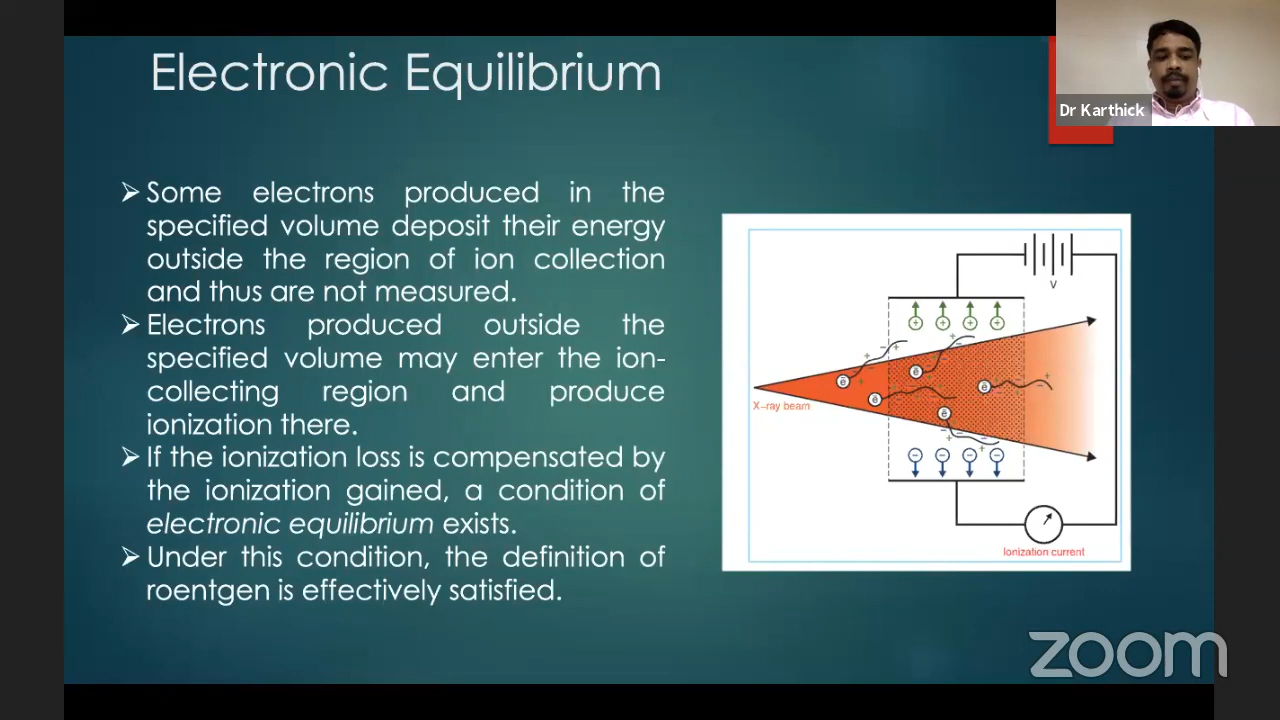 Electronic Equilibrium
Dr Karthick
➢Some electrons produced in the
specified volume deposit their energy
outside the region of ion collection
and thus are not measured.
➢Electrons produced outside the
specified volume may enter the ion-
collecting region and produce
ionization there.
➢If the ionization loss is compensated by
the ionization gained, a condition of
electronic equilibrium exists.
➢Under this condition, the definition of
roentgen is effectively satisfied.
V
+ + + +
X-ray beam
ē
ē
ē
ē
ē
− − − −
Ionization current
zoom